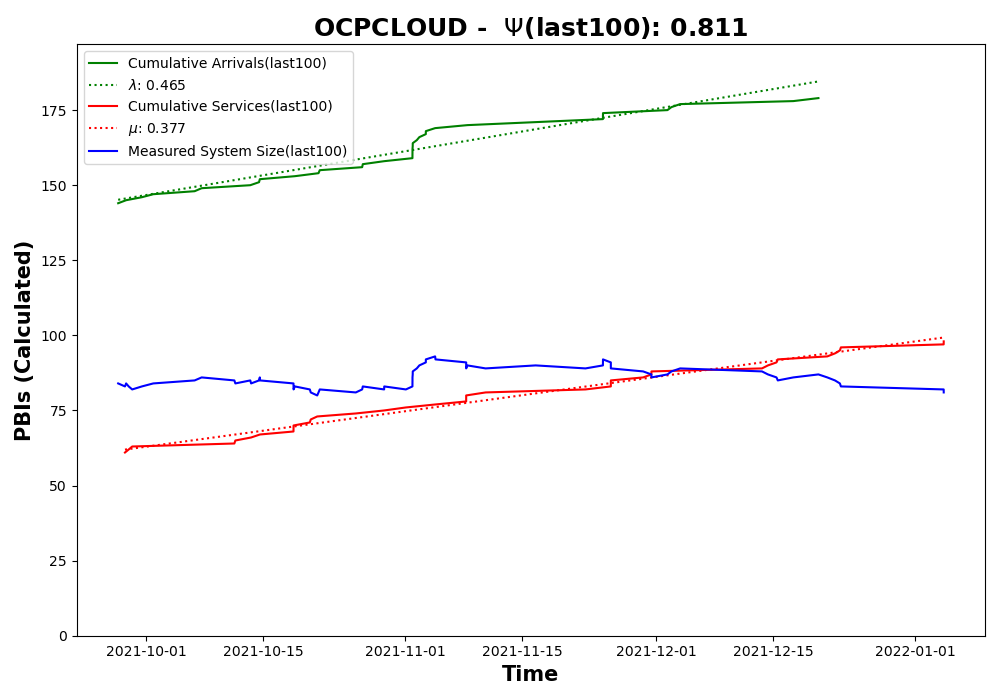 OCPCLOUD - Ψ(last100): 0.811
Cumulative Arrivals(last100)
λ: 0.465
Cumulative Services(last100)
μ: 0.377
Measured System Size(last100)
PBIs (Calculated)
175
150
125
100
75
50
25
0
2021-10-01 2021-10-15 2021-11-01 2021-11-15 2021-12-01 2021-12-15 2022-01-01
Time